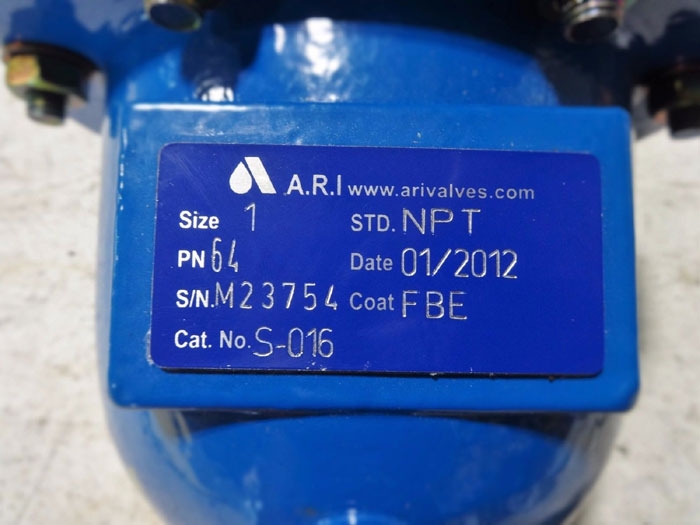 A.R.I www.arivalves.com
Size 1 STD. NPT
PN 64 Date 01/2012
S/N. M23754 Coat FBE
Cat. No. S-016